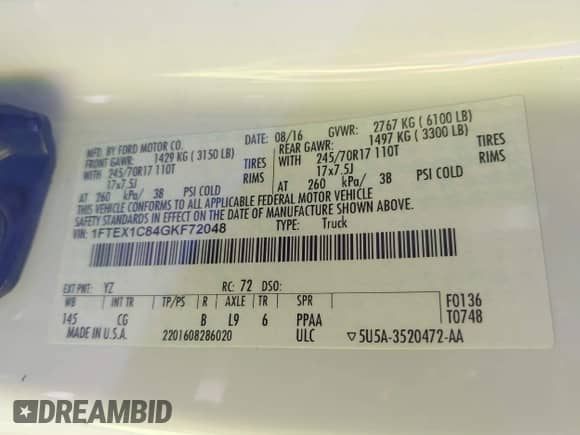 MFD. BY FORD MOTOR CO. DATE: 08/16 GVWR: 2767 KG (6100 LB)
FRONT GAWR: 1429 KG (3150 LB) REAR GAWR: 1497 KG (3300 LB)
WITH 245/70R17 110T TIRES WITH 245/70R17 110T TIRES
17x7.5J RIMS 17x7.5J RIMS
AT 260 kPa/ 38 PSI COLD AT 260 kPa/ 38 PSI COLD
THIS VEHICLE CONFORMS TO ALL APPLICABLE FEDERAL MOTOR VEHICLE
SAFETY STANDARDS IN EFFECT ON THE DATE OF MANUFACTURE SHOWN ABOVE.
VIN: 1FTEX1C84GKF72048 TYPE: Truck
EXT PNT: YZ RC: 72 DSO:
WB INT TR TP/PS R AXLE TR SPR F0136
145 CG B L9 6 PPAA T0748
MADE IN U.S.A. 2201608286020 ULC ▽5U5A-3520472-AA
DREAMBID